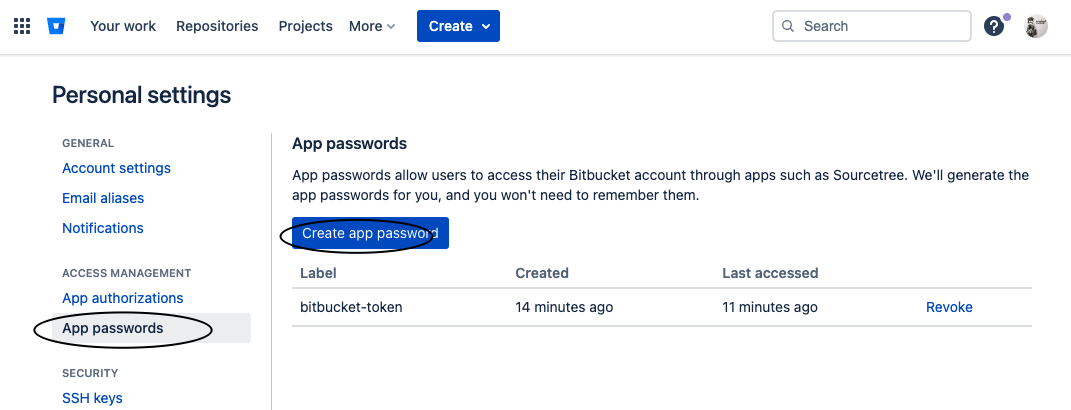 Your work Repositories Projects More Create Search ?
Personal settings
GENERAL
Account settings
Email aliases
Notifications
ACCESS MANAGEMENT
App authorizations
App passwords
SECURITY
SSH keys
App passwords
App passwords allow users to access their Bitbucket account through apps such as Sourcetree. We'll generate the
app passwords for you, and you won't need to remember them.
Create app password
Label Created Last accessed
bitbucket-token 14 minutes ago 11 minutes ago Revoke